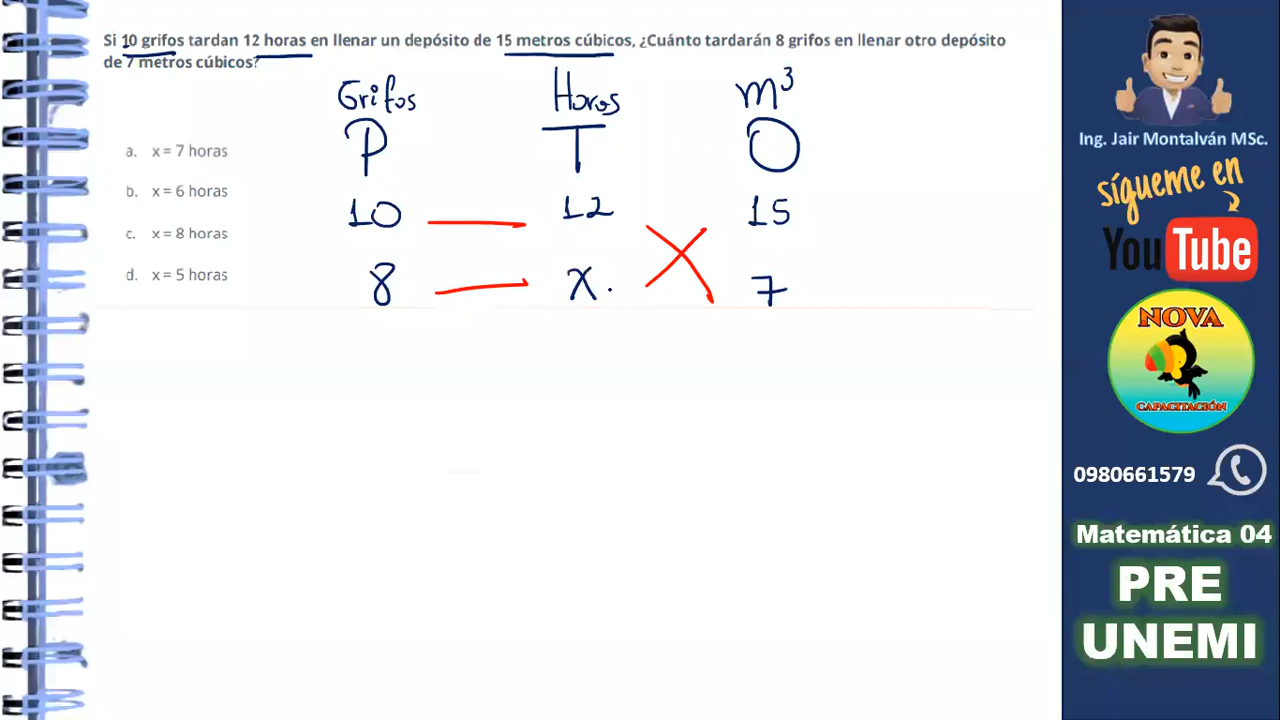 Si 10 grifos tardan 12 horas en llenar un depósito de 15 metros cúbicos, ¿Cuánto tardarán 8 grifos en llenar otro depósito
de 7 metros cúbicos?
Grifos Horas m³
P T O
a. x = 7 horas
b. x = 6 horas
c. x = 8 horas
d. x = 5 horas
10 12 15
8 x. 7
Ing. Jair Montalván MSc.
sígueme en
YouTube
NOVA
CAPACITACIÓN
0980661579
Matemática 04
PRE
UNEMI